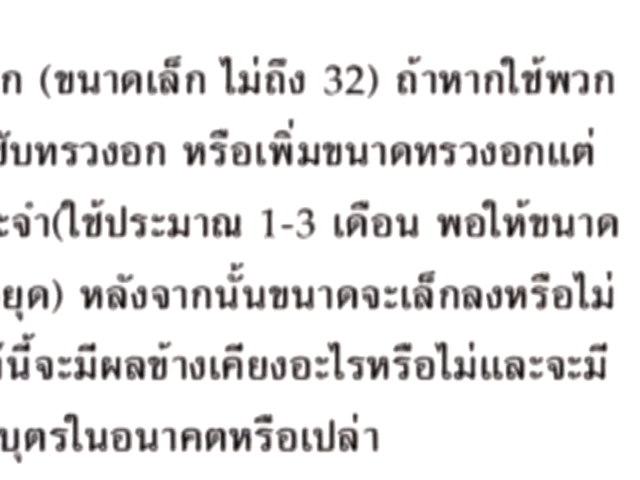 ก (ขนาดเล็ก ไม่ถึง 32) ถ้าหากใช้พวก
ทรวงอก หรือเพิ่มขนาดทรวงอกแต่
ะจำ(ใช้ประมาณ 1-3 เดือน พอให้ขนาด
ยุด) หลังจากนั้นขนาดจะเล็กลงหรือไม่
นี้จะมีผลข้างเคียงอะไรหรือไม่และจะมี
บุตรในอนาคตหรือเปล่า